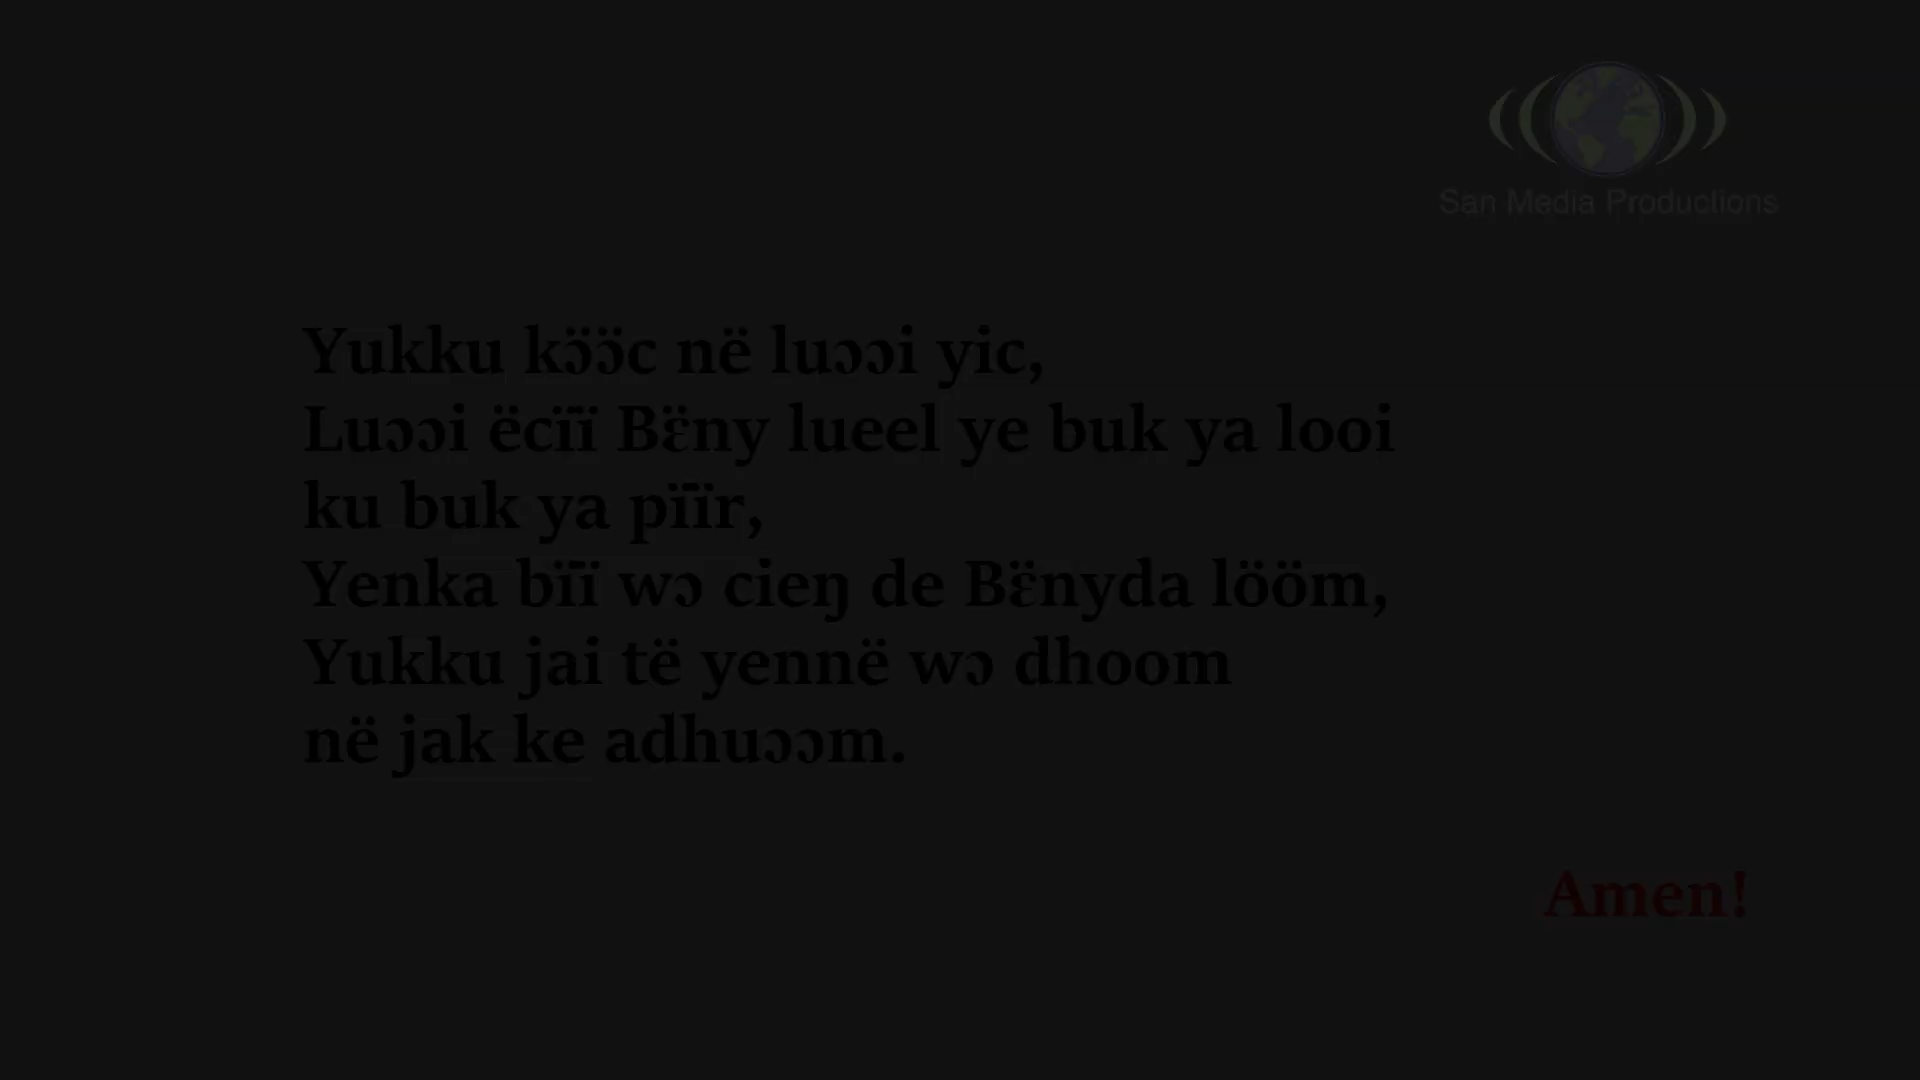 San Media Productions
Yukku kɔ̈ɔ̈c në luɔɔi yic,
Luɔɔi ëcïï Bɛ̈ny lueel ye buk ya looi
ku buk ya pïïr,
Yenka bïï wɔ cieŋ de Bɛ̈nyda lööm,
Yukku jai të yennë wɔ dhoom
në jak ke adhuɔɔm.
Amen!